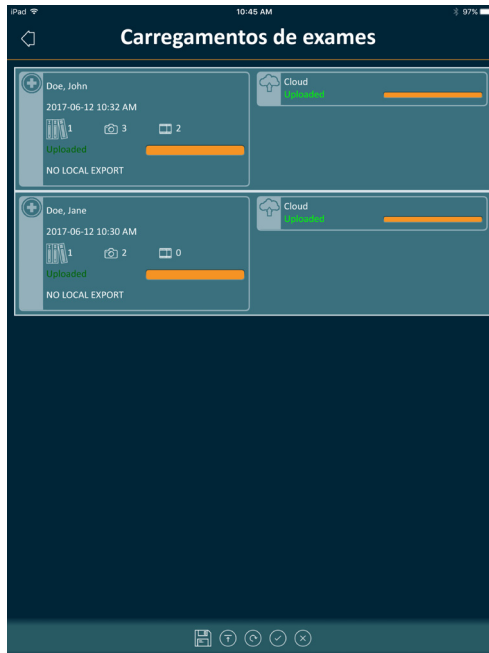 iPad 10:45 AM 97%
Carregamentos de exames
Doe, John
2017-06-12 10:32 AM
1 3 2
Uploaded
NO LOCAL EXPORT
Cloud
Uploaded
Doe, Jane
2017-06-12 10:30 AM
1 2 0
Uploaded
NO LOCAL EXPORT
Cloud
Uploaded